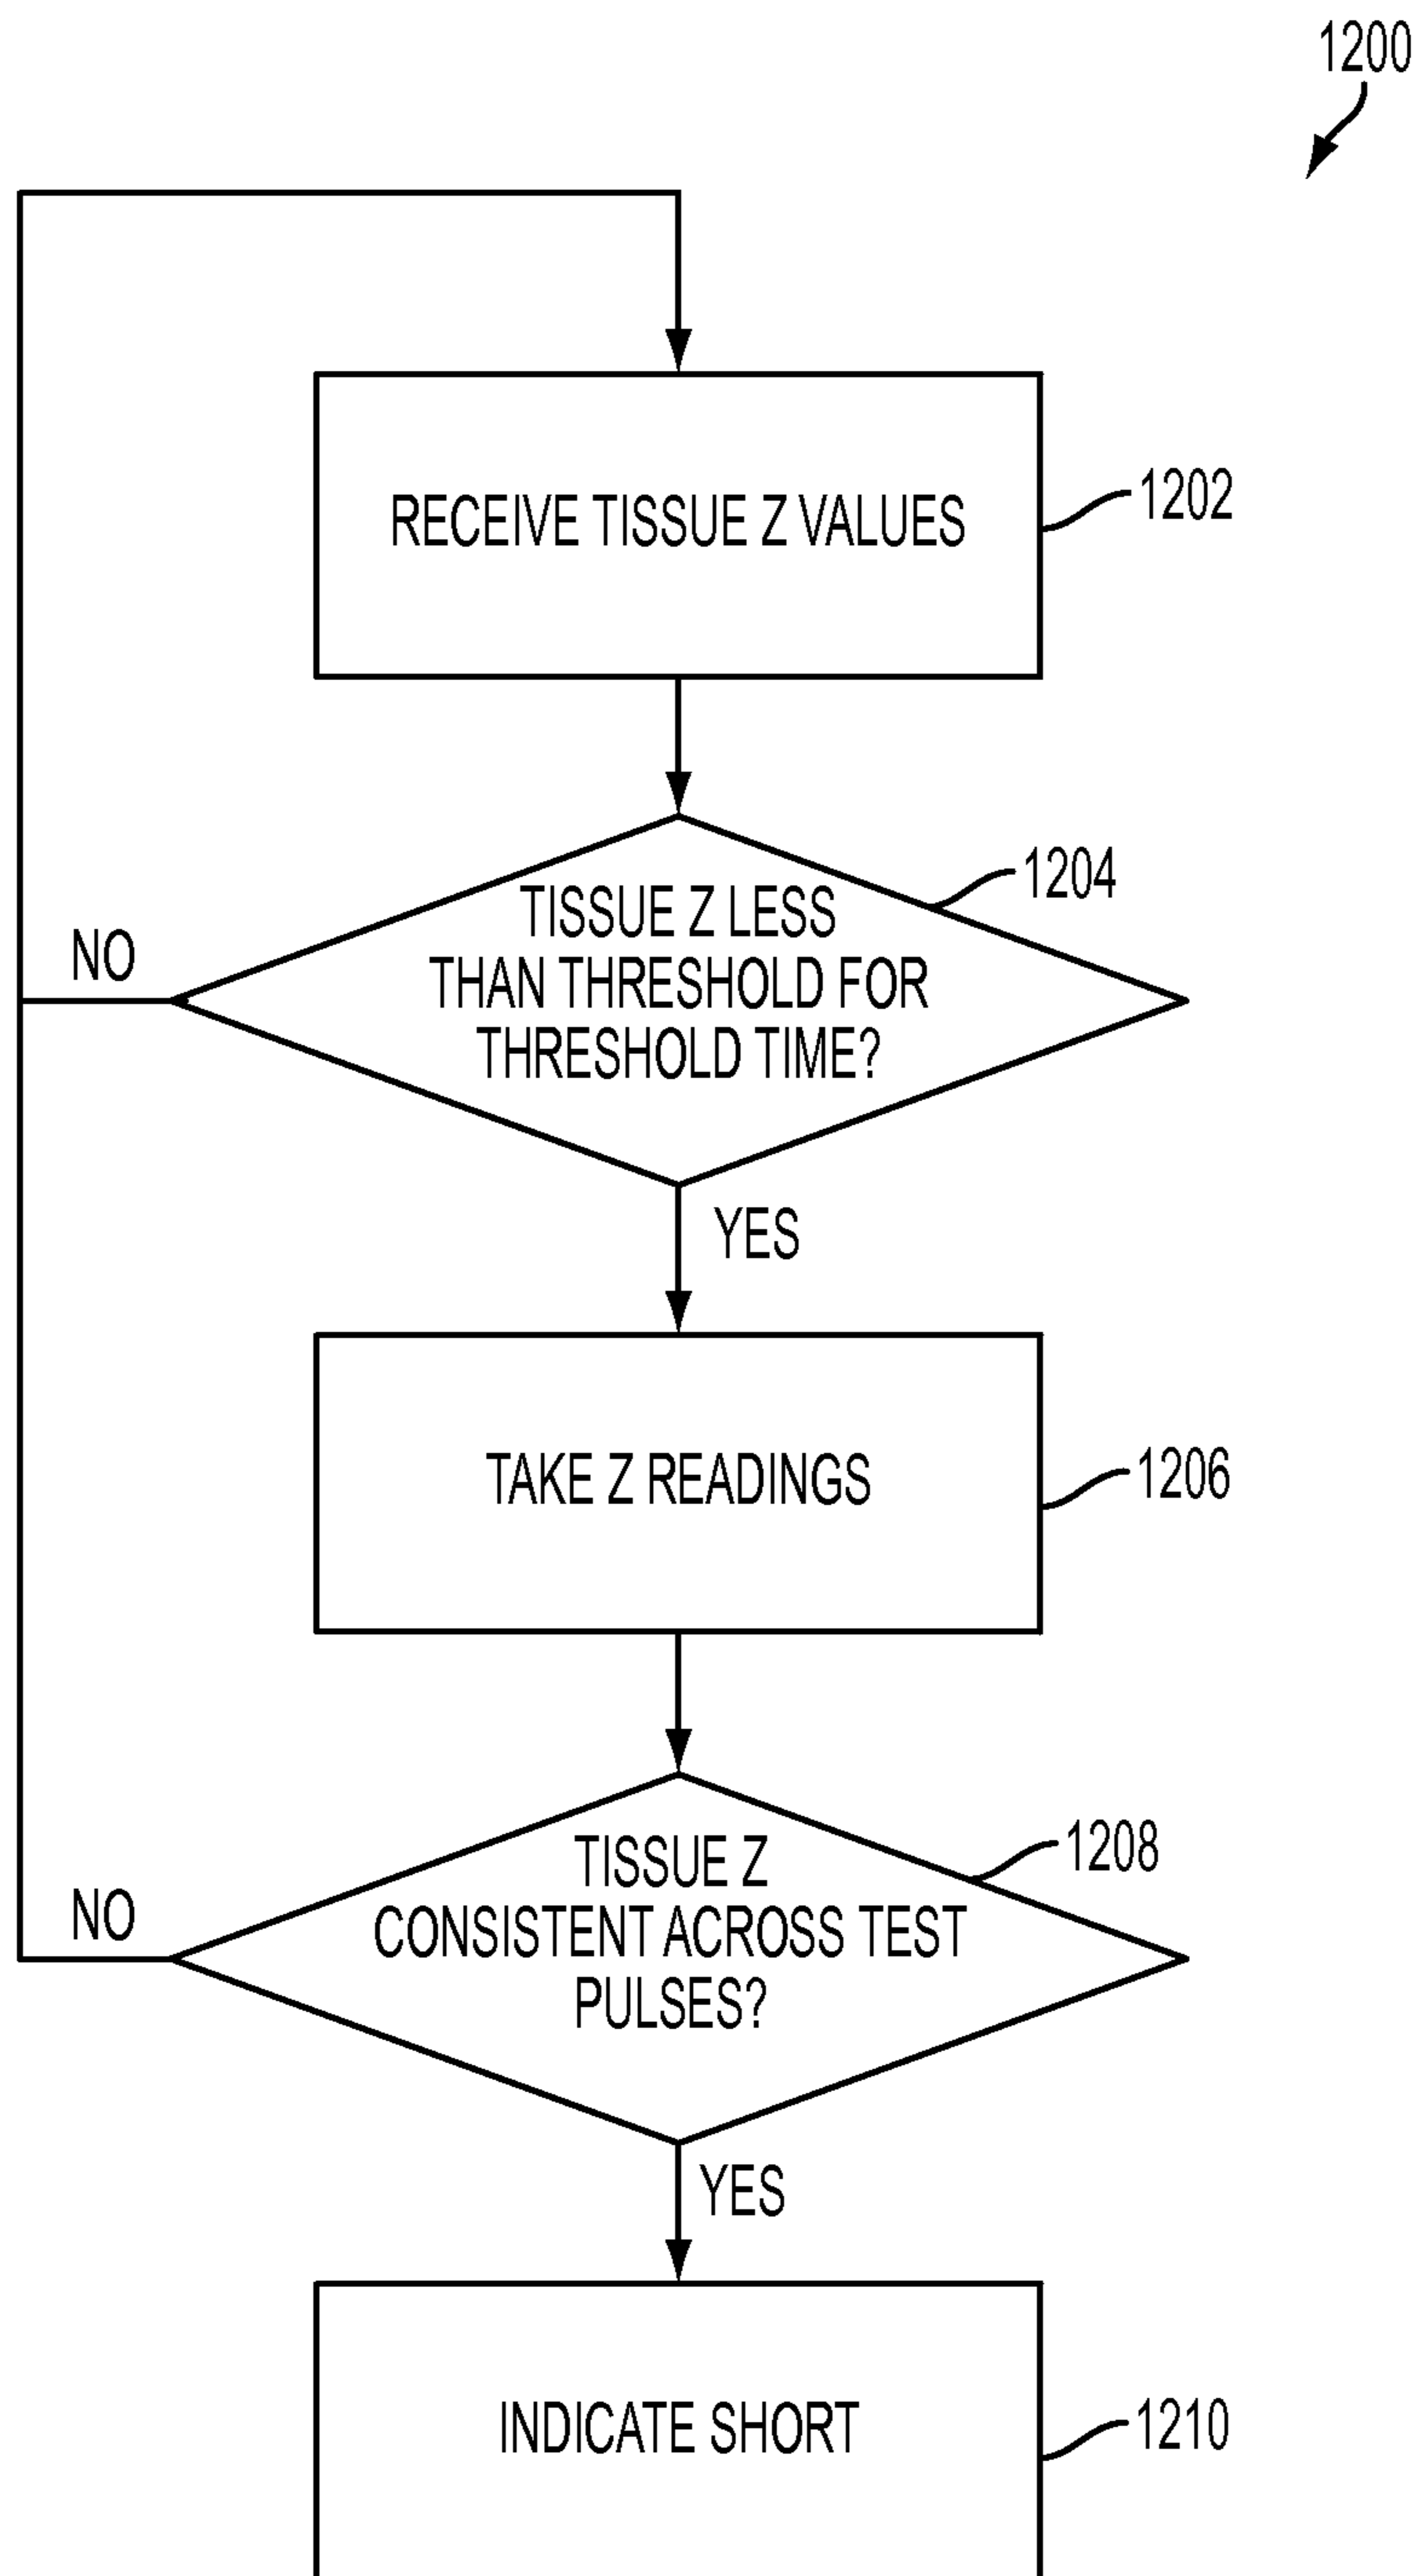 1200
RECEIVE TISSUE Z VALUES
1202
TISSUE Z LESS
THAN THRESHOLD FOR
THRESHOLD TIME?
1204
NO
YES
TAKE Z READINGS
1206
TISSUE Z
CONSISTENT ACROSS TEST
PULSES?
1208
NO
YES
INDICATE SHORT
1210